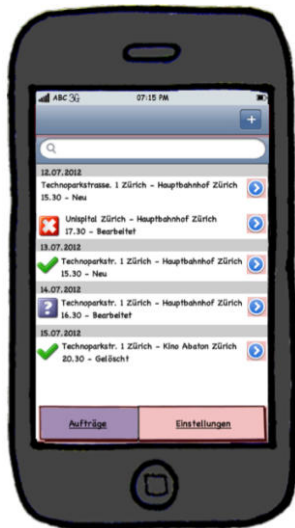 ABC 3G 07:15 PM
12.07.2012
Technoparkstrasse. 1 Zürich - Hauptbahnhof Zürich
15.30 - Neu
Unispital Zürich - Hauptbahnhof Zürich
17.30 - Bearbeitet
13.07.2012
Technoparkstr. 1 Zürich - Hauptbahnhof Zürich
15.30 - Neu
14.07.2012
Technoparkstr. 1 Zürich - Hauptbahnhof Zürich
16.30 - Bearbeitet
15.07.2012
Technoparkstr. 1 Zürich - Kino Abaton Zürich
20.30 - Gelöscht
Aufträge Einstellungen